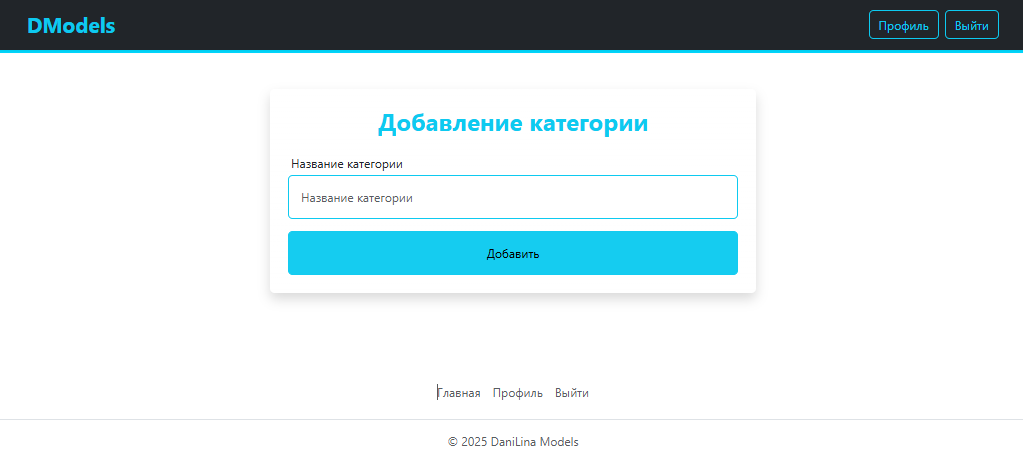 DModels Профиль Выйти
Добавление категории
Название категории
Название категории
Добавить
Главная Профиль Выйти
© 2025 DaniLina Models